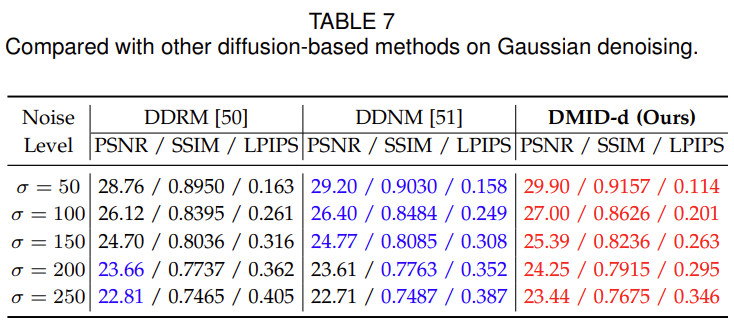 TABLE 7
Compared with other diffusion-based methods on Gaussian denoising.
Noise Level | DDRM [50] | DDNM [51] | DMID-d (Ours)
PSNR / SSIM / LPIPS | PSNR / SSIM / LPIPS | PSNR / SSIM / LPIPS
σ = 50 | 28.76 / 0.8950 / 0.163 | 29.20 / 0.9030 / 0.158 | 29.90 / 0.9157 / 0.114
σ = 100 | 26.12 / 0.8395 / 0.261 | 26.40 / 0.8484 / 0.249 | 27.00 / 0.8626 / 0.201
σ = 150 | 24.70 / 0.8036 / 0.316 | 24.77 / 0.8085 / 0.308 | 25.39 / 0.8236 / 0.263
σ = 200 | 23.66 / 0.7737 / 0.362 | 23.61 / 0.7763 / 0.352 | 24.25 / 0.7915 / 0.295
σ = 250 | 22.81 / 0.7465 / 0.405 | 22.71 / 0.7487 / 0.387 | 23.44 / 0.7675 / 0.346